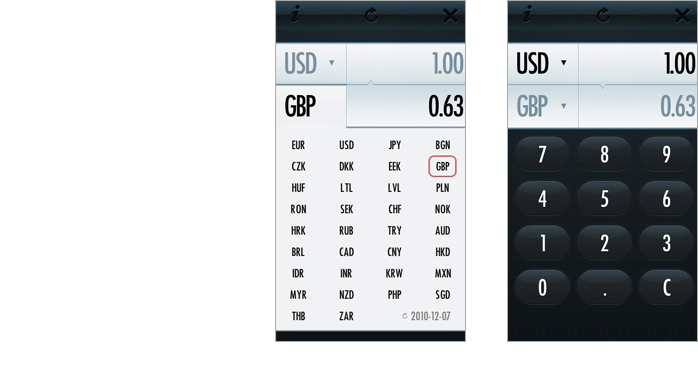 i
USD 1.00
GBP 0.63
EUR USD JPY BGN
CZK DKK EEK GBP
HUF LTL LVL PLN
RON SEK CHF NOK
HRK RUB TRY AUD
BRL CAD CNY HKD
IDR INR KRW MXN
MYR NZD PHP SGD
THB ZAR 2010-12-07
i
USD 1.00
GBP 0.63
7 8 9
4 5 6
1 2 3
0 . C